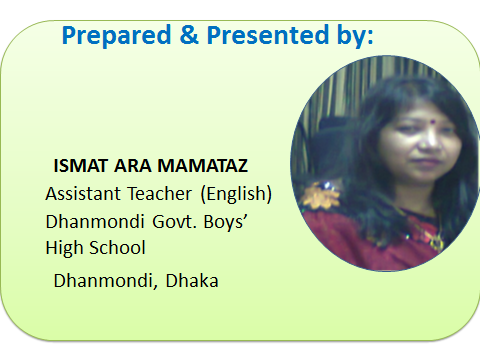 Prepared & Presented by:
ISMAT ARA MAMATAZ
Assistant Teacher (English)
Dhanmondi Govt. Boys’
High School
Dhanmondi, Dhaka